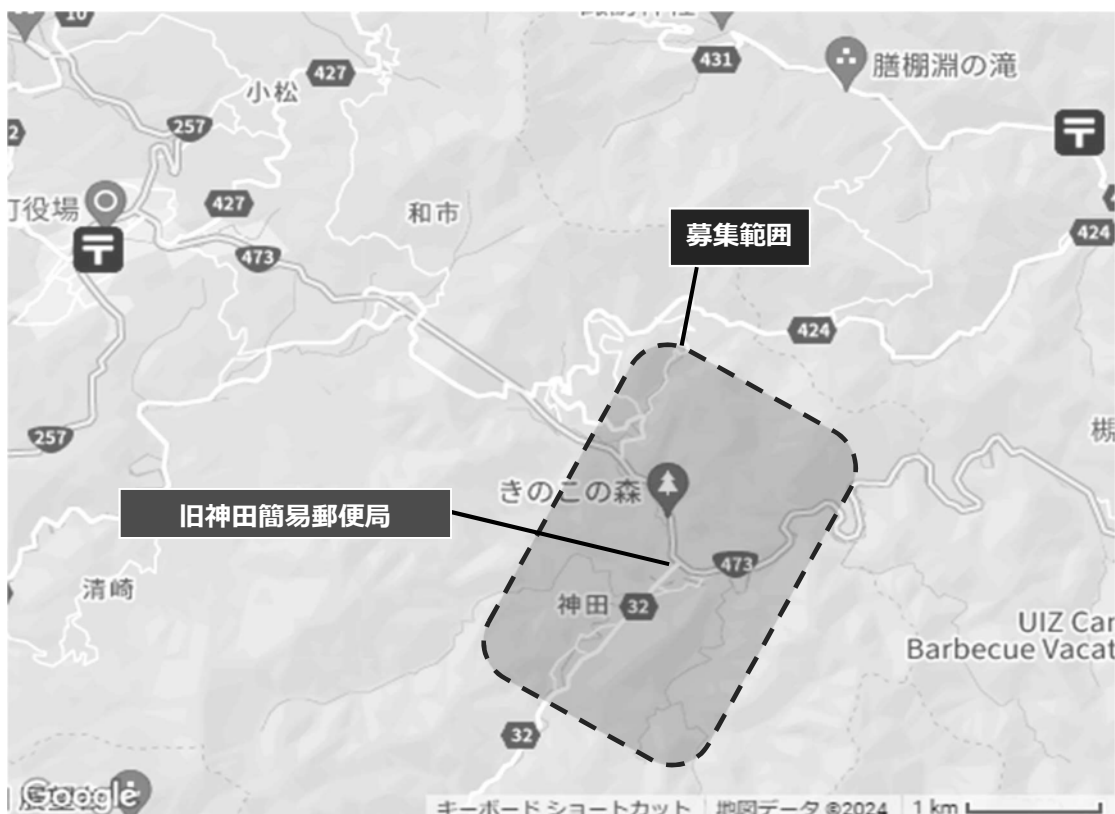 10
427
431
膳棚淵の滝
小松
257
2
427
町役場
和市
募集範囲
424
473
424
257
槻
きのこの森
旧神田簡易郵便局
473
清崎
神田
32
UIZ Car
Barbecue Vacat
32
Google
キーボード ショートカット
地図データ ©2024
1 km